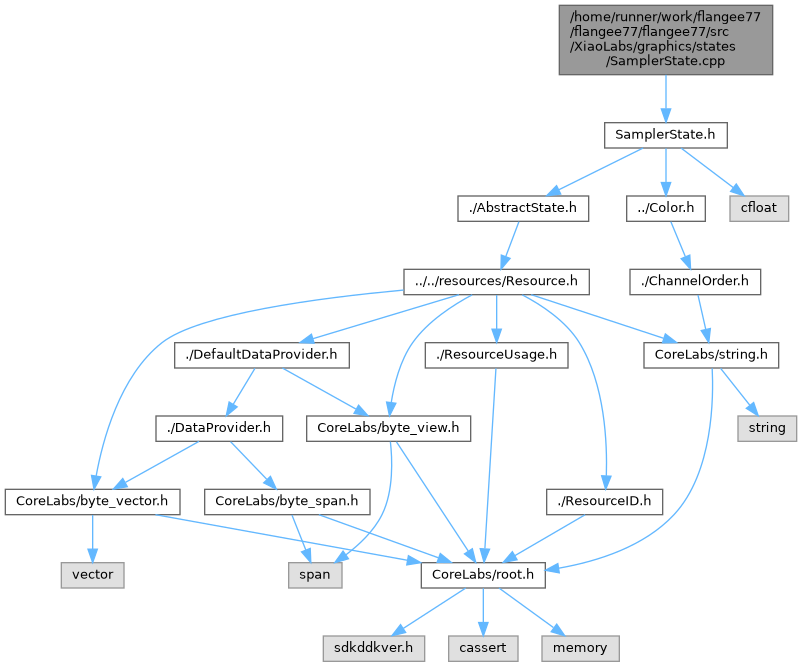 /home/runner/work/flangee77
/flangee77/flangee77/src
/XiaoLabs/graphics/states
/SamplerState.cpp
SamplerState.h
./AbstractState.h
../Color.h
cfloat
../../resources/Resource.h
./ChannelOrder.h
./DefaultDataProvider.h
./ResourceUsage.h
CoreLabs/string.h
./DataProvider.h
CoreLabs/byte_view.h
string
CoreLabs/byte_vector.h
CoreLabs/byte_span.h
./ResourceID.h
vector
span
CoreLabs/root.h
sdkddkver.h
cassert
memory